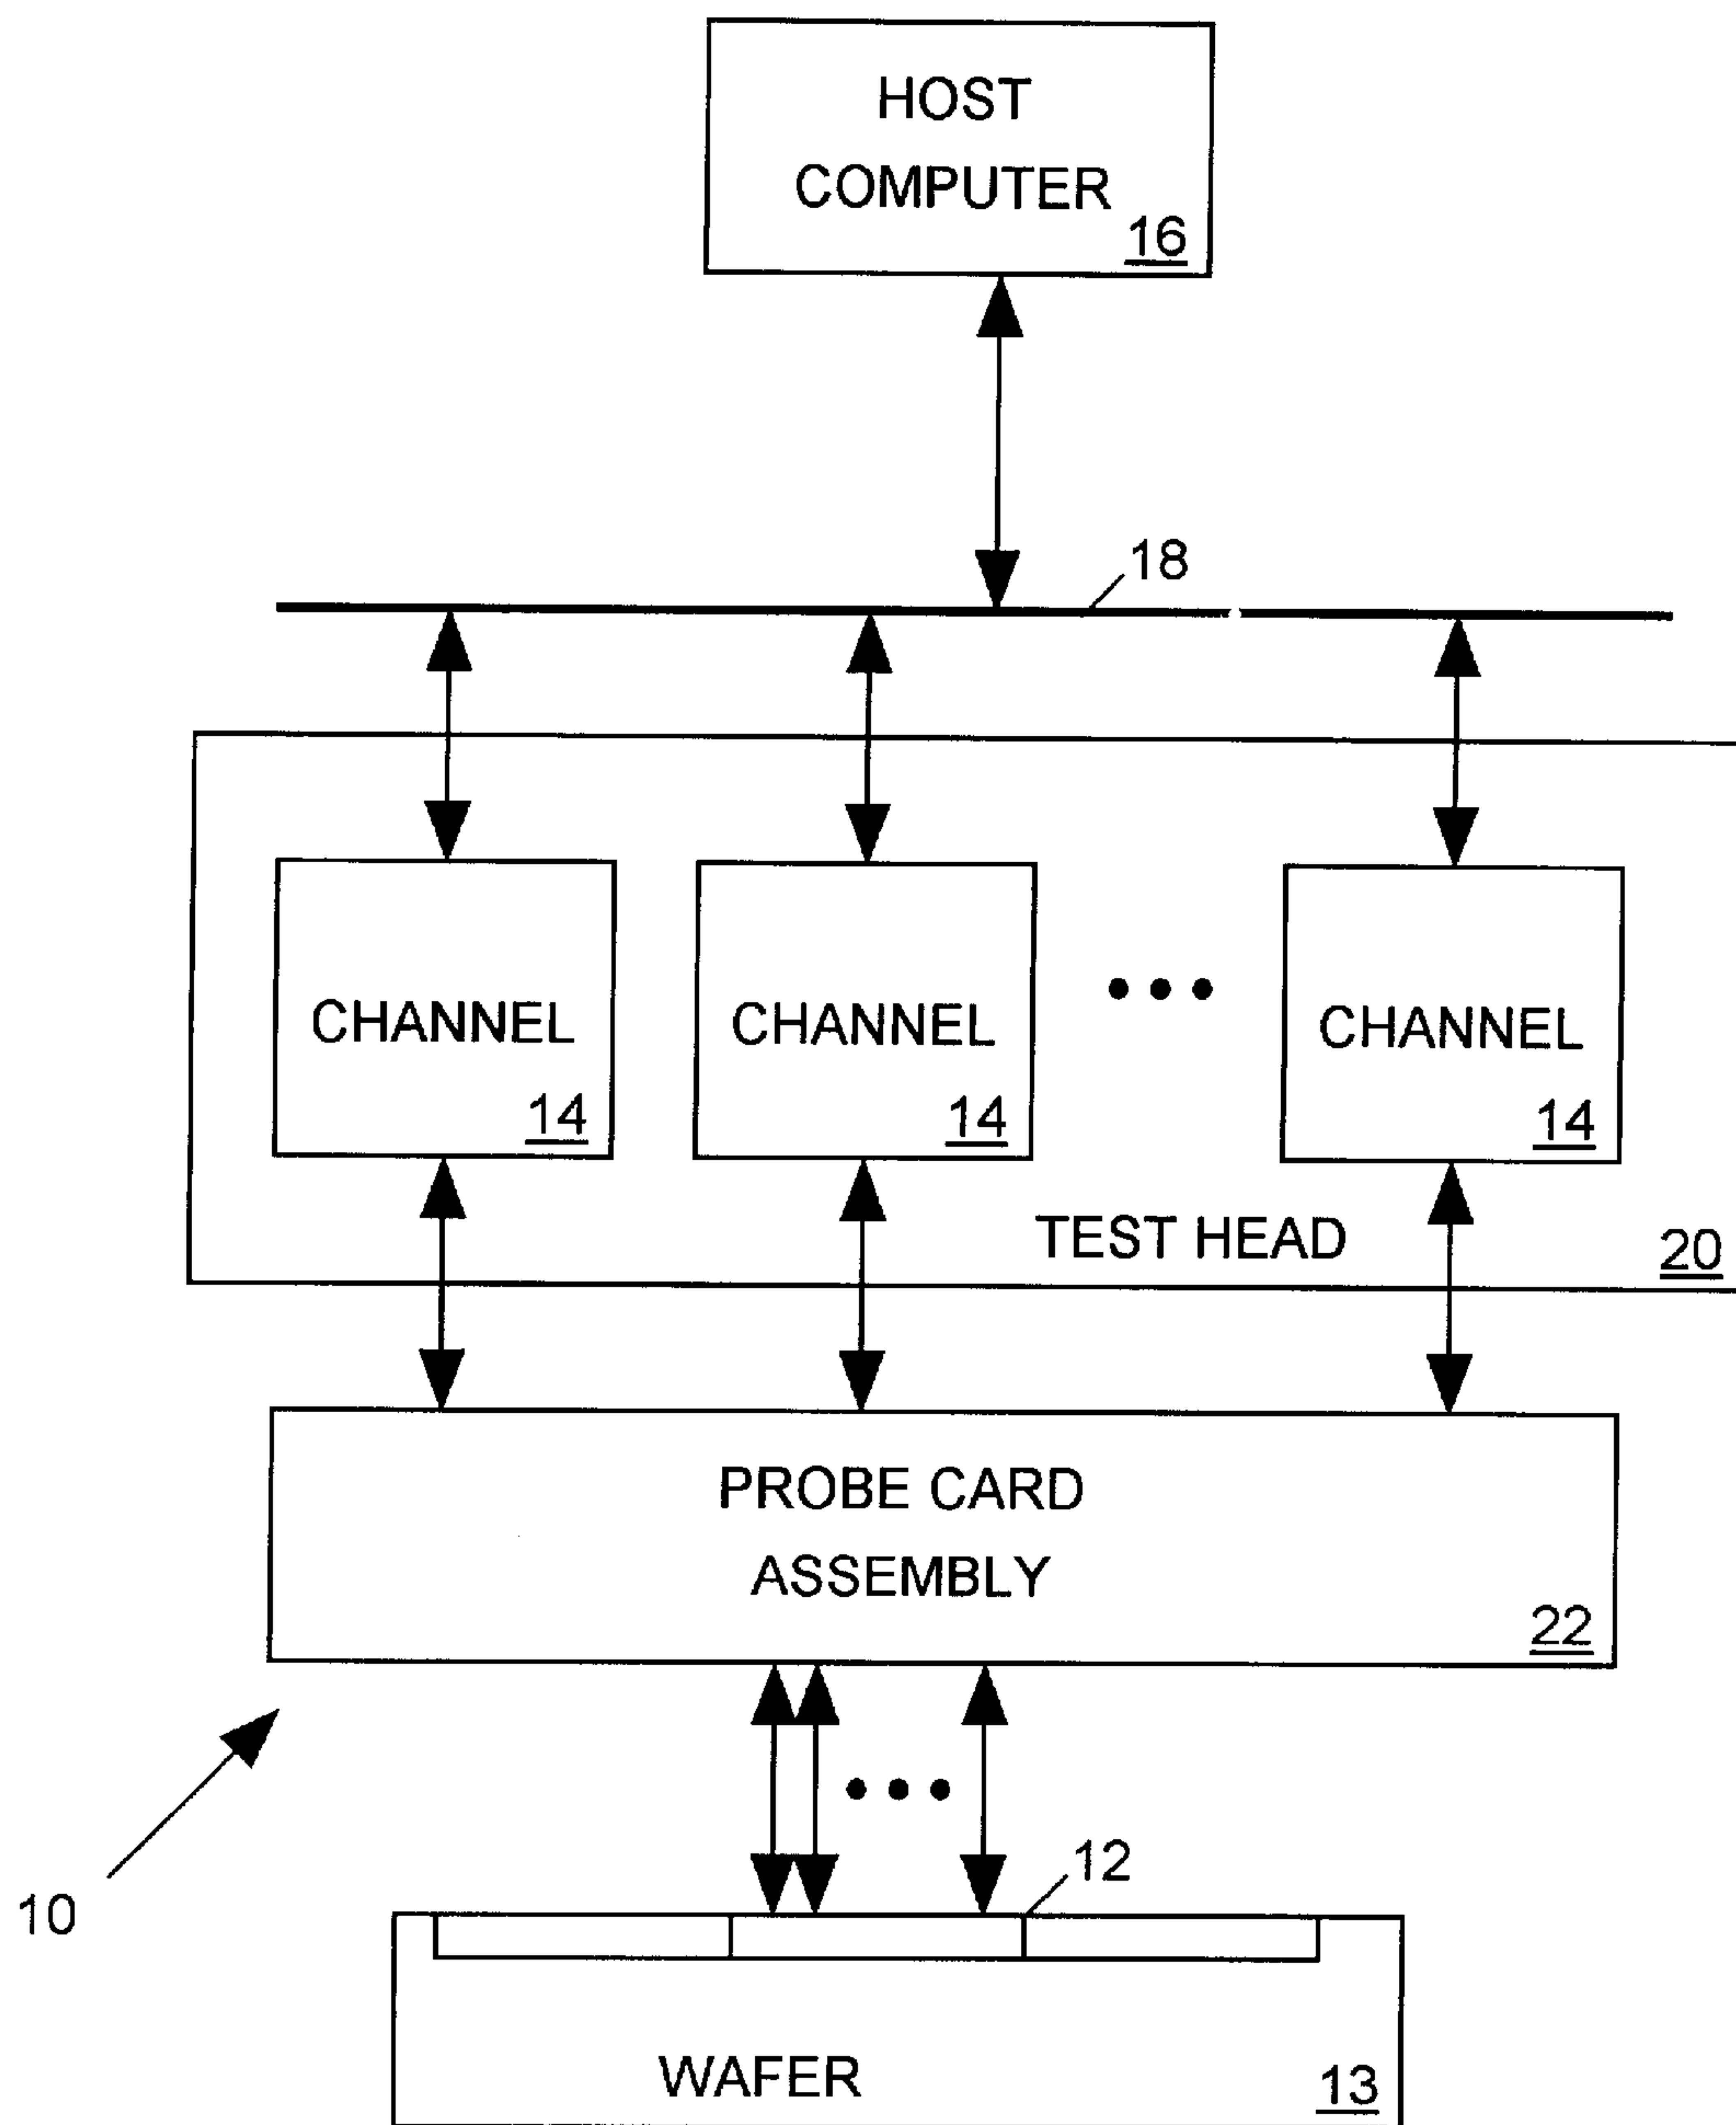 HOST
COMPUTER
16
18
CHANNEL
14
CHANNEL
14
CHANNEL
14
TEST HEAD
20
PROBE CARD
ASSEMBLY
22
10
12
WAFER
13